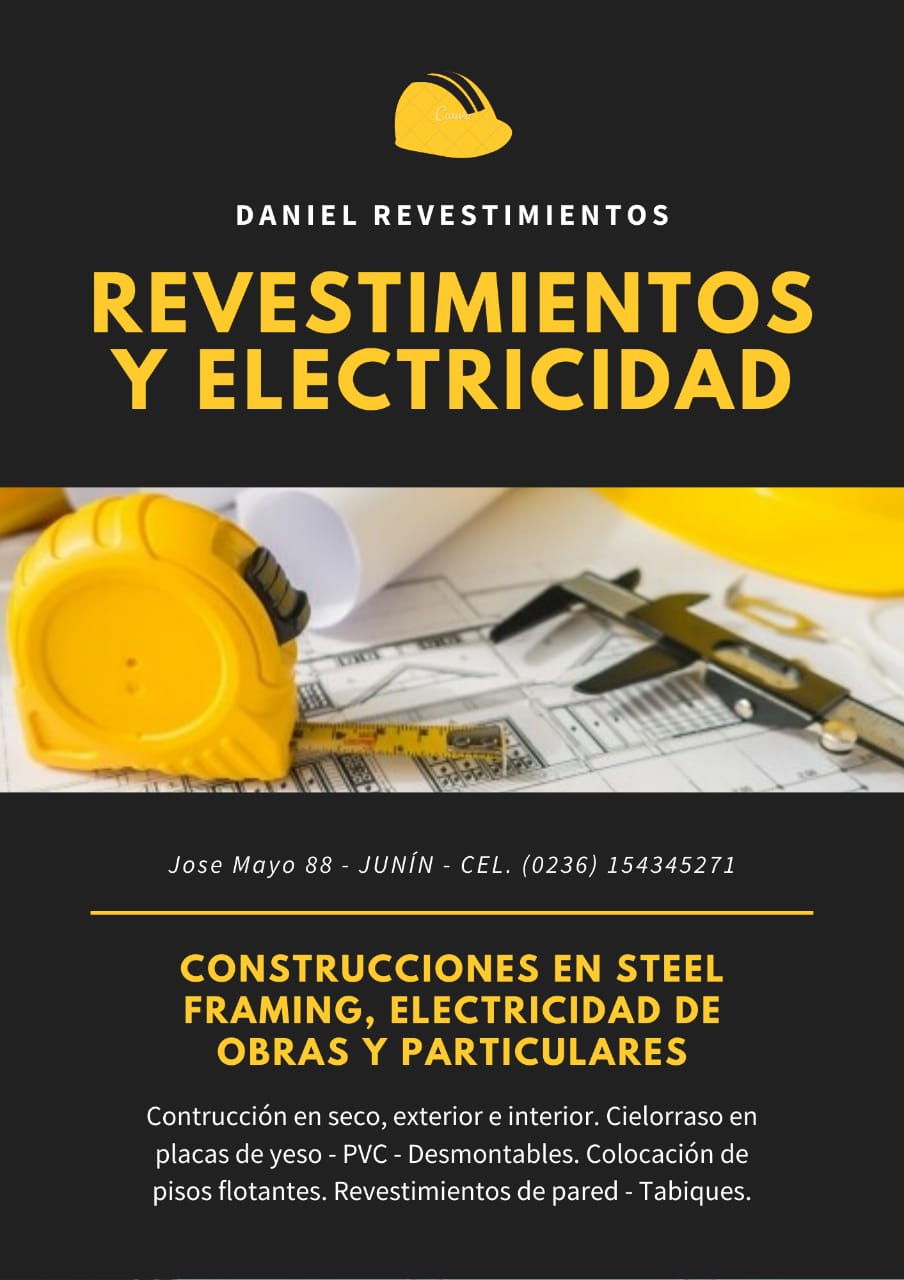 Canva
DANIEL REVESTIMIENTOS
REVESTIMIENTOS
Y ELECTRICIDAD
Jose Mayo 88 - JUNÍN - CEL. (0236) 154345271
CONSTRUCCIONES EN STEEL
FRAMING, ELECTRICIDAD DE
OBRAS Y PARTICULARES
Contrucción en seco, exterior e interior. Cielorraso en
placas de yeso - PVC - Desmontables. Colocación de
pisos flotantes. Revestimientos de pared - Tabiques.